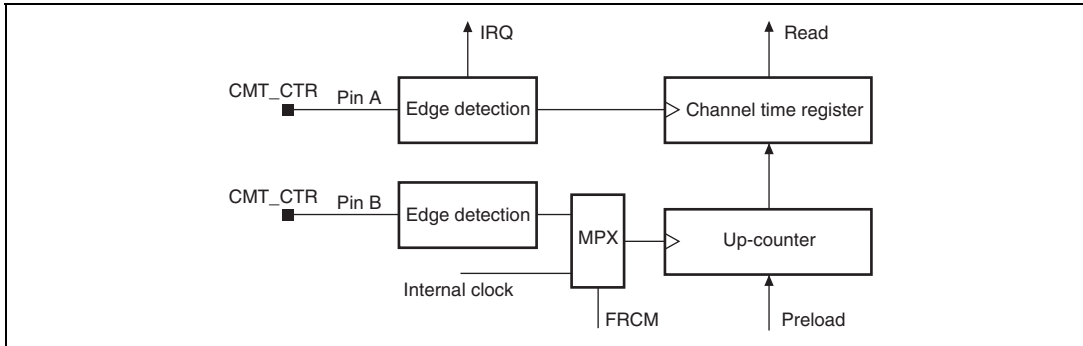 IRQ
Read
CMT_CTR
Pin A
Edge detection
Channel time register
CMT_CTR
Pin B
Edge detection
MPX
Up-counter
Internal clock
FRCM
Preload